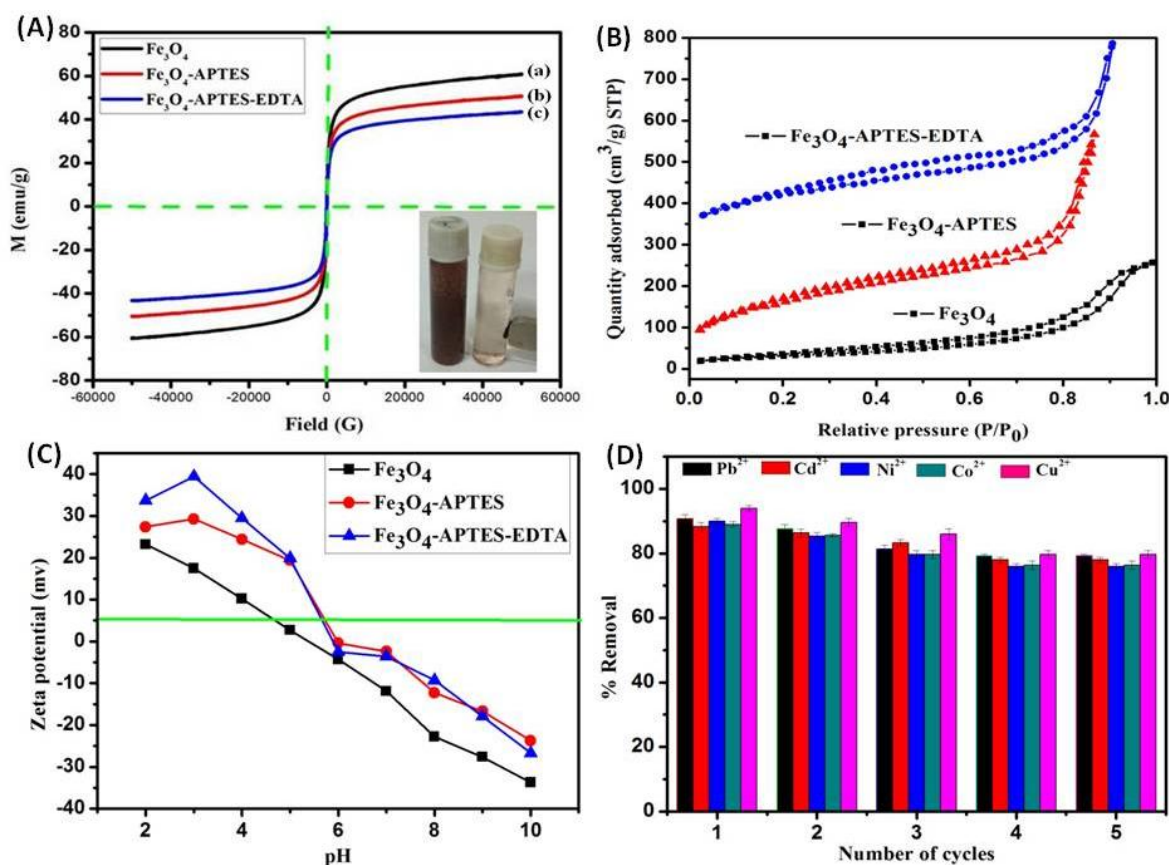 (A)
Fe₃O₄
Fe₃O₄-APTES
Fe₃O₄-APTES-EDTA
(a)
(b)
(c)
M (emu/g)
80
60
40
20
0
-20
-40
-60
-80
-60000 -40000 -20000 0 20000 40000 60000
Field (G)
(B)
Quantity adsorbed (cm³/g) STP
800
700
600
500
400
300
200
100
0
Fe₃O₄-APTES-EDTA
Fe₃O₄-APTES
Fe₃O₄
0.0 0.2 0.4 0.6 0.8 1.0
Relative pressure (P/P₀)
(C)
Fe₃O₄
Fe₃O₄-APTES
Fe₃O₄-APTES-EDTA
Zeta potential (mv)
40
30
20
10
0
-10
-20
-30
-40
2 4 6 8 10
pH
(D)
Pb²⁺ Cd²⁺ Ni²⁺ Co²⁺ Cu²⁺
% Removal
100
80
60
40
20
0
1 2 3 4 5
Number of cycles